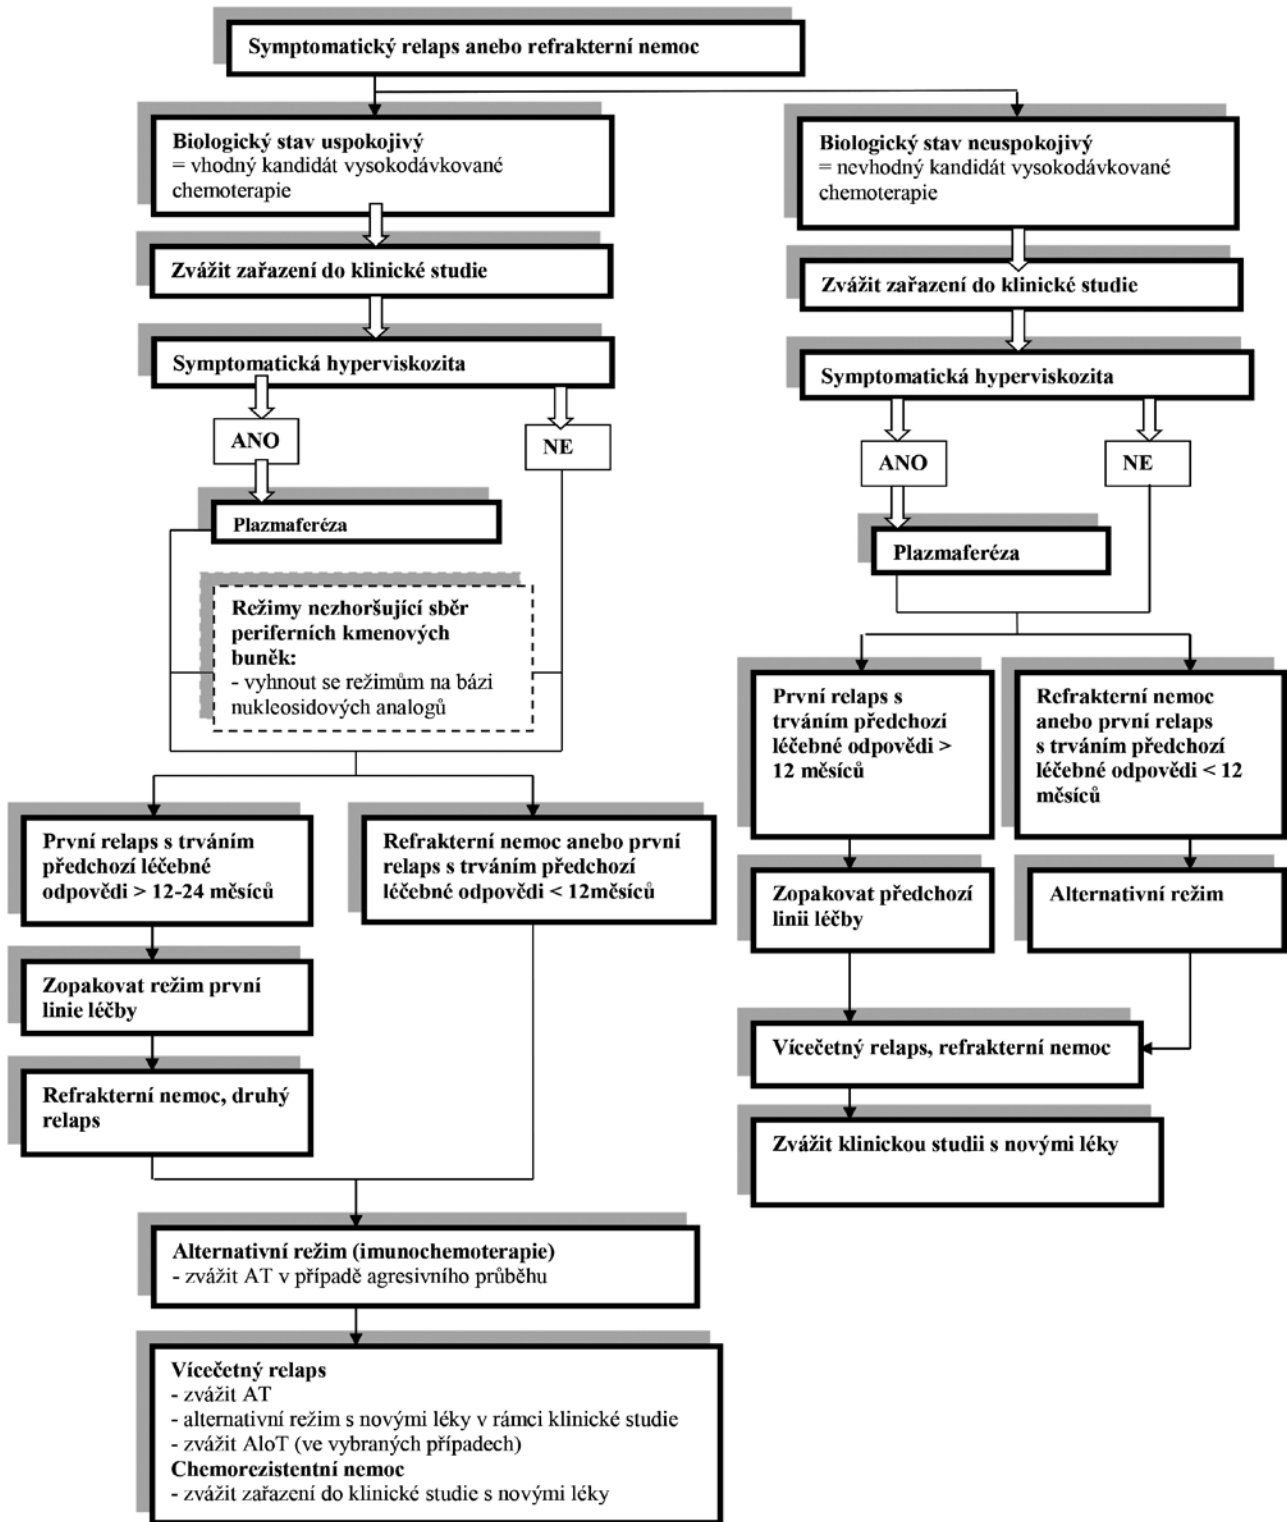 Symptomatický relaps anebo refrakterní nemoc
Biologický stav uspokojivý
= vhodný kandidát vysokodávkované
chemoterapie
Zvážit zařazení do klinické studie
Symptomatická hyperviskozita
ANO
NE
Plazmaferéza
Režimy nezhoršující sběr
periferních kmenových
buněk:
- vyhnout se režimům na bázi
nukleosidových analogů
První relaps s trváním
předchozí léčebné
odpovědi > 12-24 měsíců
Refrakterní nemoc anebo první
relaps s trváním předchozí
léčebné odpovědi < 12měsíců
Zopakovat režim první
linie léčby
Refrakterní nemoc, druhý
relaps
Alternativní režim (imunochemoterapie)
- zvážit AT v případě agresivního průběhu
Vícečetný relaps
- zvážit AT
- alternativní režim s novými léky v rámci klinické studie
- zvážit AloT (ve vybraných případech)
Chemorezistentní nemoc
- zvážit zařazení do klinické studie s novými léky
Biologický stav neuspokojivý
= nevhodný kandidát vysokodávkované
chemoterapie
Zvážit zařazení do klinické studie
Symptomatická hyperviskozita
ANO
NE
Plazmaferéza
První relaps s
trváním předchozí
léčebné odpovědi >
12 měsíců
Refrakterní nemoc
anebo první relaps
s trváním předchozí
léčebné odpovědi < 12
měsíců
Zopakovat předchozí
linii léčby
Alternativní režim
Vícečetný relaps, refrakterní nemoc
Zvážit klinickou studii s novými léky